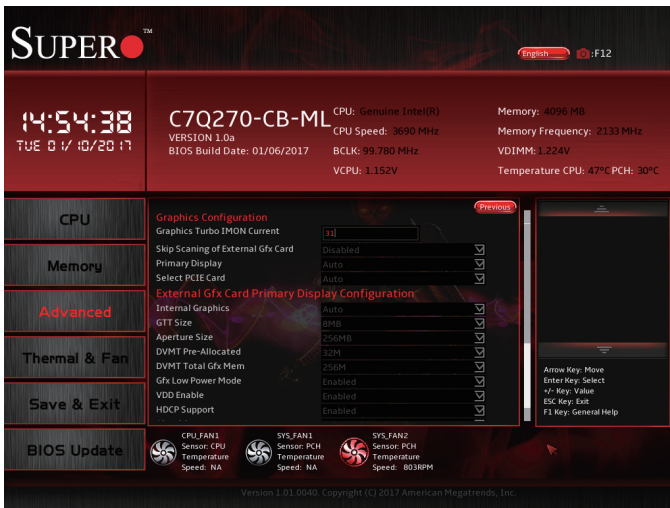 SUPER
TM
English :F12
14:54:38
TUE 01/10/2017
C7Q270-CB-ML
VERSION 1.0a
BIOS Build Date: 01/06/2017
CPU: Genuine Intel(R)
CPU Speed: 3690 MHz
BCLK: 99.780 MHz
VCPU: 1.152V
Memory: 4096 MB
Memory Frequency: 2133 MHz
VDIMM: 1.224V
Temperature CPU: 47°C PCH: 30°C
CPU
Memory
Advanced
Thermal & Fan
Save & Exit
BIOS Update
Previous
Graphics Configuration
Graphics Turbo IMON Current 31
Skip Scaning of External Gfx Card Disabled
Primary Display Auto
Select PCIE Card Auto
External Gfx Card Primary Display Configuration
Internal Graphics Auto
GTT Size 8MB
Aperture Size 256MB
DVMT Pre-Allocated 32M
DVMT Total Gfx Mem 256M
Gfx Low Power Mode Enabled
VDD Enable Enabled
HDCP Support Enabled
Arrow Key: Move
Enter Key: Select
+/- Key: Value
ESC Key: Exit
F1 Key: General Help
CPU_FAN1
Sensor: CPU
Temperature
Speed: NA
SYS_FAN1
Sensor: PCH
Temperature
Speed: NA
SYS_FAN2
Sensor: PCH
Temperature
Speed: 803RPM
Version 1.01.0040. Copyright (C) 2017 American Megatrends, Inc.